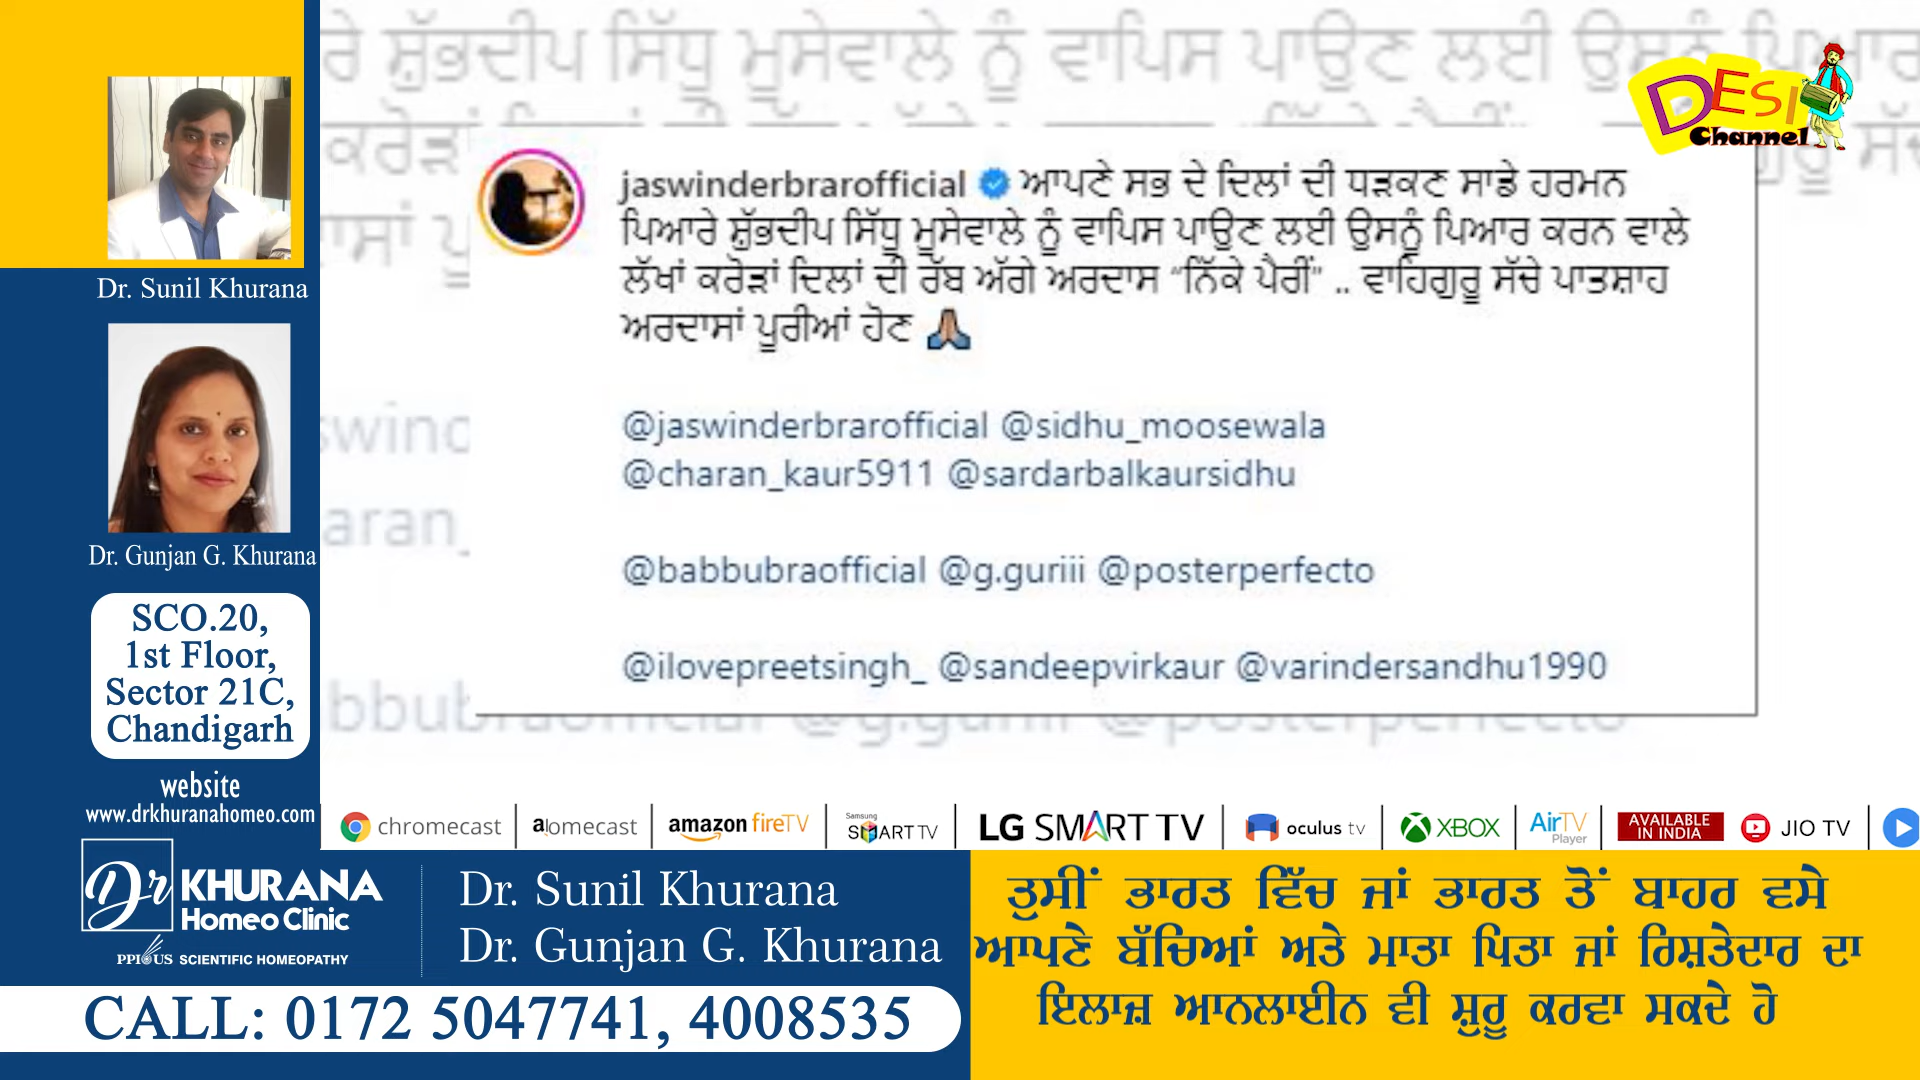 DESI
Channel
jaswinderbrarofficial ਆਪਣੇ ਸਭ ਦੇ ਦਿਲਾਂ ਦੀ ਧੜਕਣ ਸਾਡੇ ਹਰਮਨ
ਪਿਆਰੇ ਸ਼ੁੱਭਦੀਪ ਸਿੱਧੂ ਮੂਸੇਵਾਲੇ ਨੂੰ ਵਾਪਿਸ ਪਾਉਣ ਲਈ ਉਸਨੂੰ ਪਿਆਰ ਕਰਨ ਵਾਲੇ
ਲੱਖਾਂ ਕਰੋੜਾਂ ਦਿਲਾਂ ਦੀ ਰੱਬ ਅੱਗੇ ਅਰਦਾਸ “ਨਿੱਕੇ ਪੈਰੀਂ” .. ਵਾਹਿਗੁਰੂ ਸੱਚੇ ਪਾਤਸ਼ਾਹ
ਅਰਦਾਸਾਂ ਪੂਰੀਆਂ ਹੋਣ 🙏🏽
@jaswinderbrarofficial @sidhu_moosewala
@charan_kaur5911 @sardarbalkaursidhu
@babbubraofficial @g.guriii @posterperfecto
@ilovepreetsingh_ @sandeepvirkaur @varindersandhu1990
Dr. Sunil Khurana
Dr. Gunjan G. Khurana
SCO.20,
1st Floor,
Sector 21C,
Chandigarh
website
www.drkhuranahomeo.com
chromecast
alomecast
amazon fireTV
Samsung
SMARTTV
LG SMART TV
oculus tv
XBOX
AirTV
Player
AVAILABLE
IN INDIA
JIO TV
Dr KHURANA
Homeo Clinic
PPIOUS SCIENTIFIC HOMEOPATHY
Dr. Sunil Khurana
Dr. Gunjan G. Khurana
CALL: 0172 5047741, 4008535
ਤੁਸੀਂ ਭਾਰਤ ਵਿੱਚ ਜਾਂ ਭਾਰਤ ਤੋਂ ਬਾਹਰ ਵਸੇ
ਆਪਣੇ ਬੱਚਿਆਂ ਅਤੇ ਮਾਤਾ ਪਿਤਾ ਜਾਂ ਰਿਸ਼ਤੇਦਾਰ ਦਾ
ਇਲਾਜ਼ ਆਨਲਾਈਨ ਵੀ ਸ਼ੁਰੂ ਕਰਵਾ ਸਕਦੇ ਹੋ